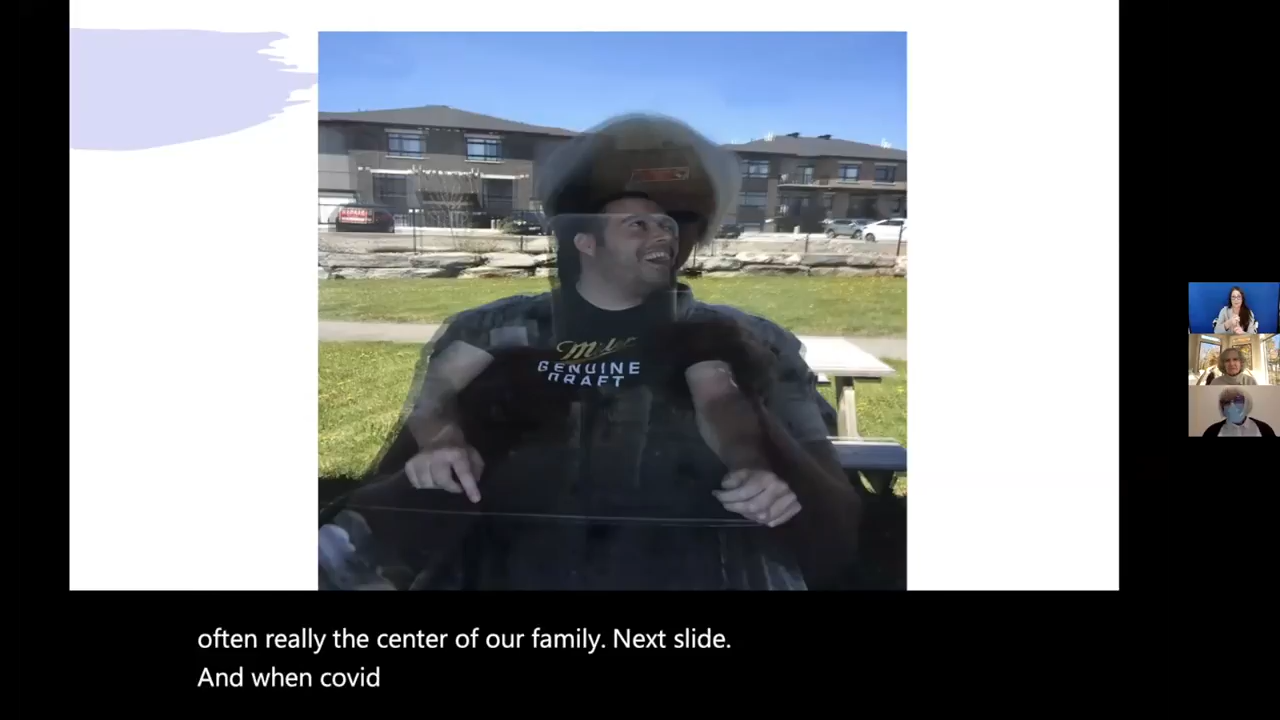 Miller
GENUINE
DRAFT
often really the center of our family. Next slide.
And when covid